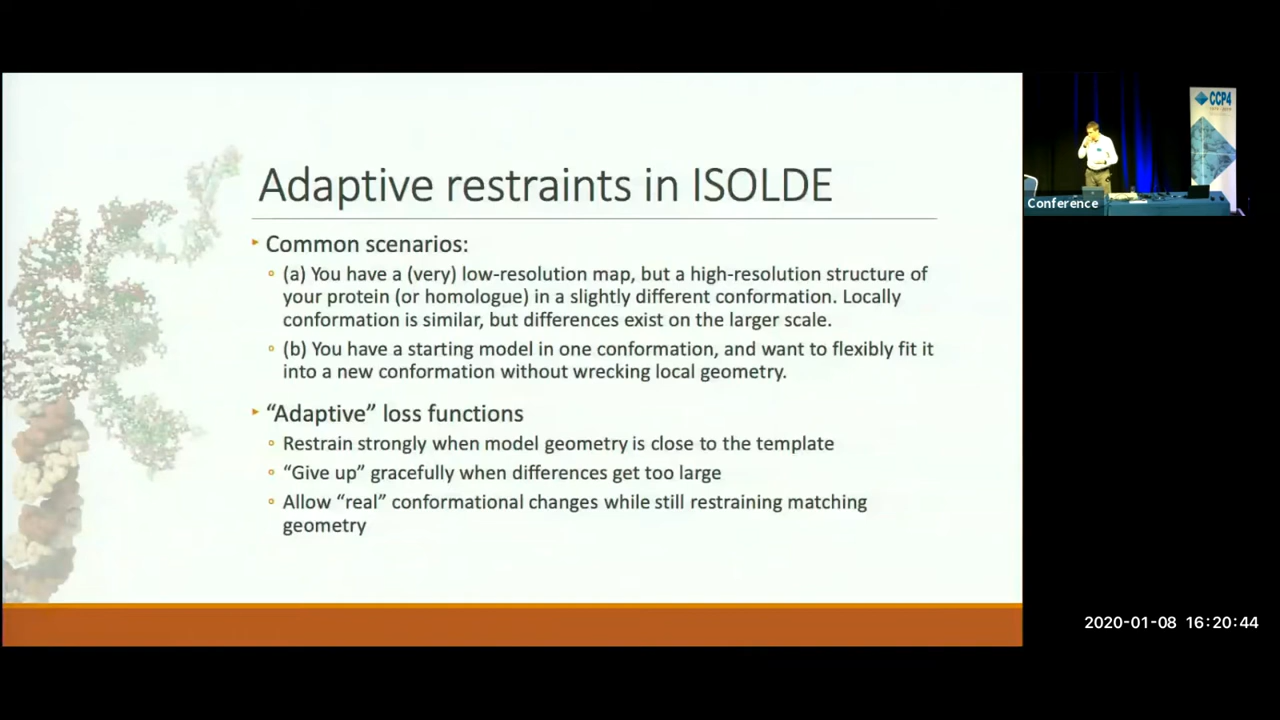 Adaptive restraints in ISOLDE
Common scenarios:
(a) You have a (very) low-resolution map, but a high-resolution structure of
your protein (or homologue) in a slightly different conformation. Locally
conformation is similar, but differences exist on the larger scale.
(b) You have a starting model in one conformation, and want to flexibly fit it
into a new conformation without wrecking local geometry.
“Adaptive” loss functions
Restrain strongly when model geometry is close to the template
“Give up” gracefully when differences get too large
Allow “real” conformational changes while still restraining matching
geometry
CCP4
Conference
2020-01-08 16:20:44